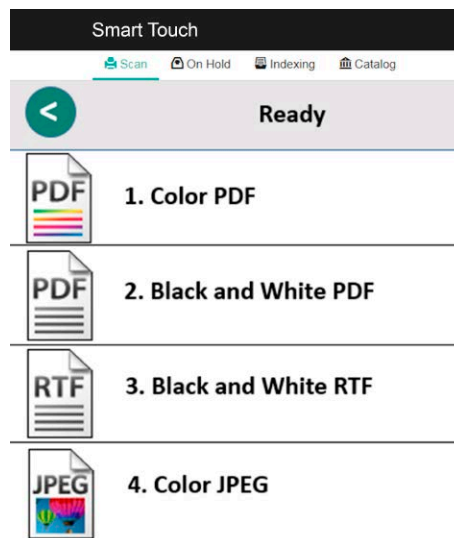 Smart Touch
Scan On Hold Indexing Catalog
< Ready
PDF 1. Color PDF
PDF 2. Black and White PDF
RTF 3. Black and White RTF
JPEG 4. Color JPEG